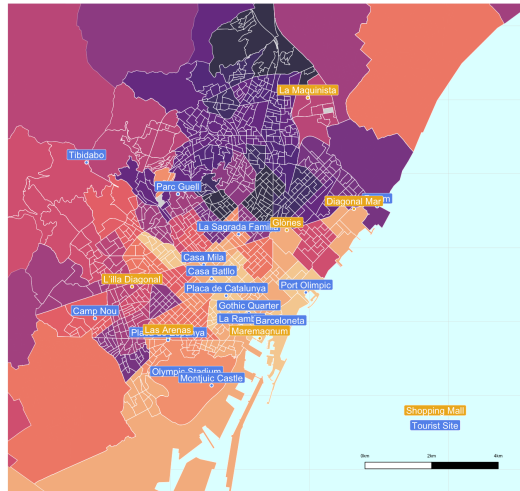 La Maquinista
Tibidabo
Parc Guell
Diagonal Mar
La Sagrada Familia
Glòries
Casa Mila
Casa Batllo
L'illa Diagonal
Placa de Catalunya
Port Olimpic
Gothic Quarter
Camp Nou
La Ramb
Barceloneta
Las Arenas
Maremagnum
Olympic Stadium
Montjuic Castle
Shopping Mall
Tourist Site
0km 2km 4km